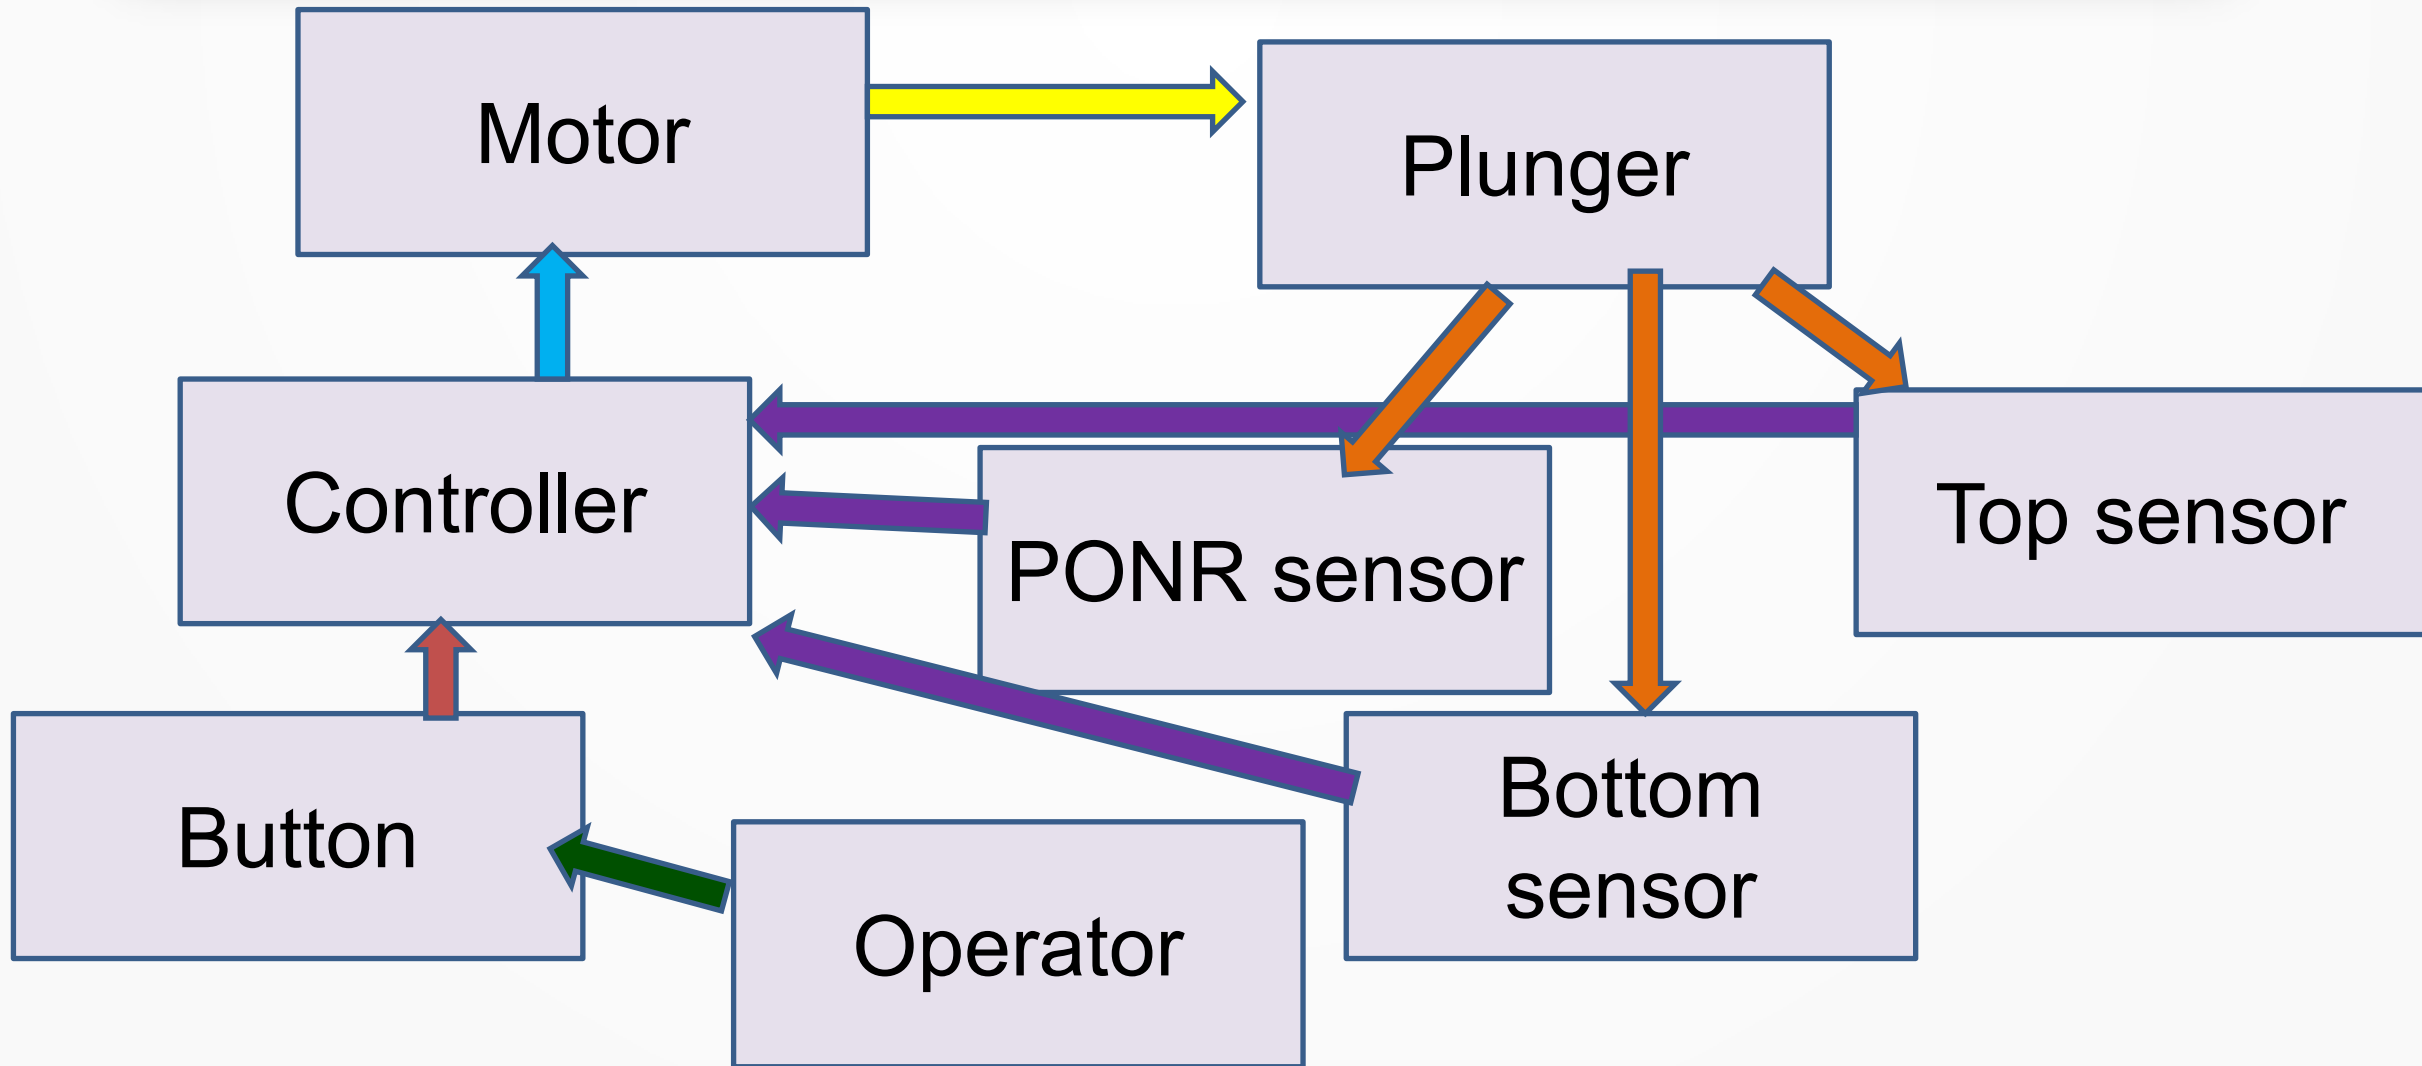 Motor
Plunger
Controller
PONR sensor
Top sensor
Button
Bottom
sensor
Operator